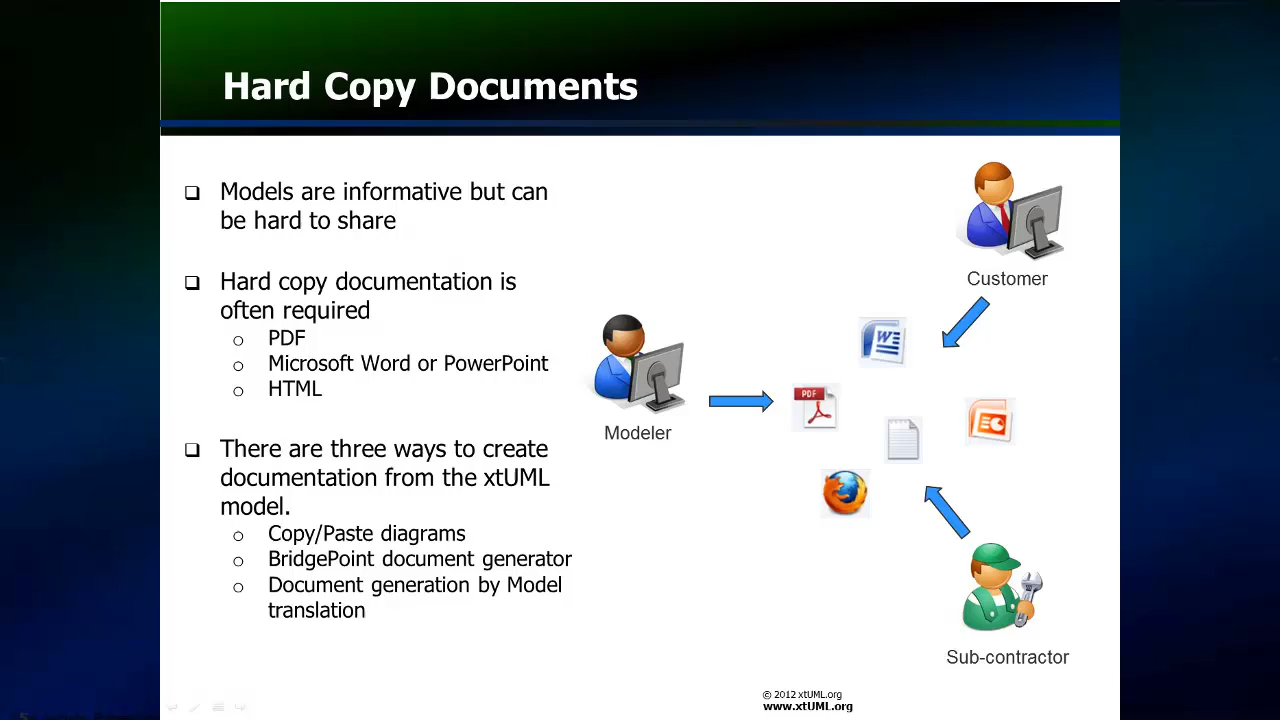 Hard Copy Documents
Models are informative but can
be hard to share
Hard copy documentation is
often required
PDF
Microsoft Word or PowerPoint
HTML
There are three ways to create
documentation from the xtUML
model.
Copy/Paste diagrams
BridgePoint document generator
Document generation by Model
translation
Customer
W
Modeler
PDF
Sub-contractor
© 2012 xtUML.org
www.xtUML.org